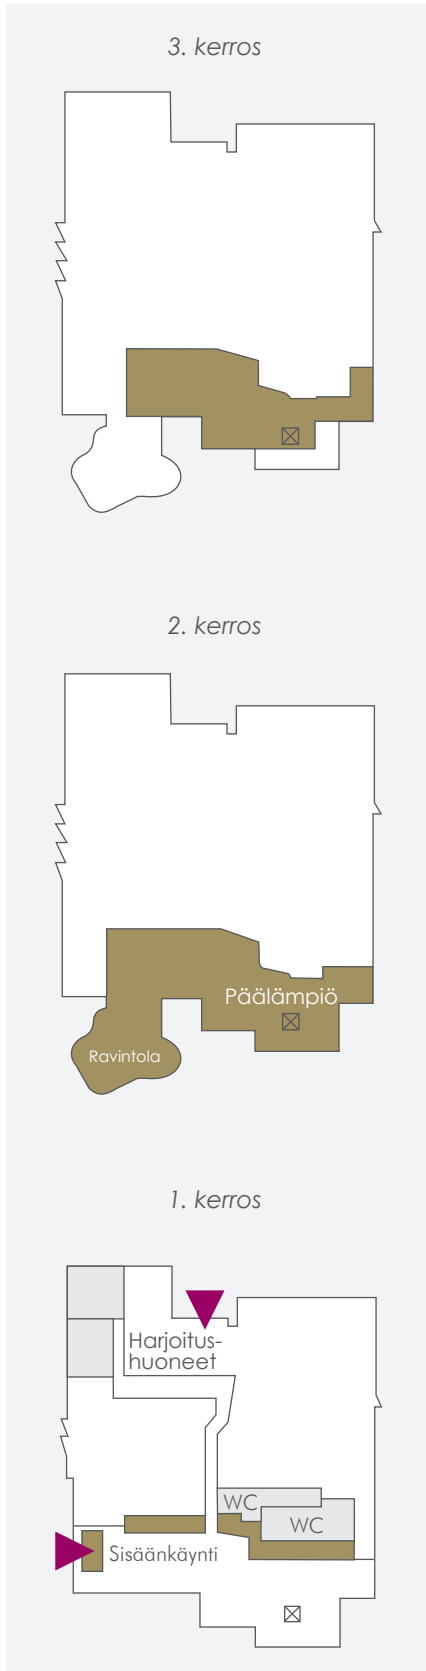 3. kerros
2. kerros
Päälämpiö
Ravintola
1. kerros
Harjoitus-
huoneet
WC
WC
Sisäänkäynti